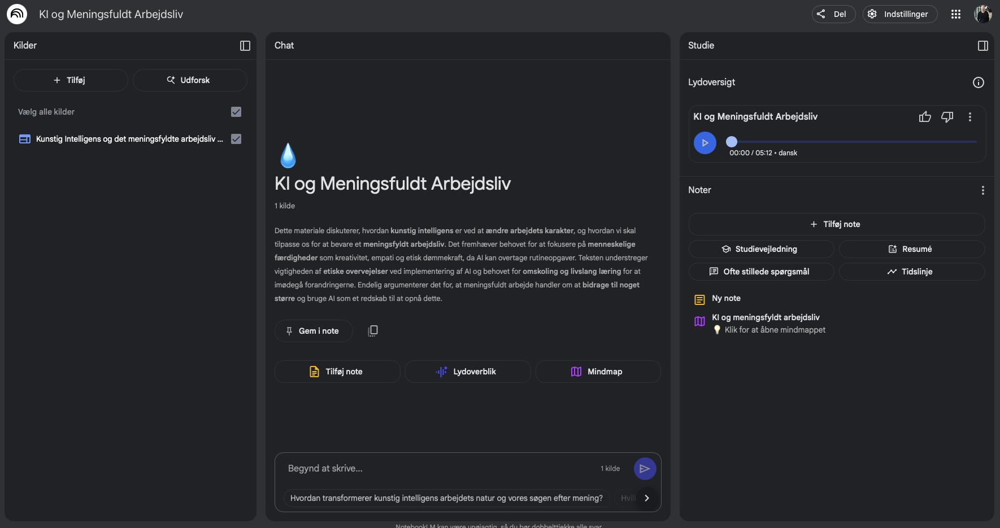 KI og Meningsfuldt Arbejdsliv
Del
Indstillinger
Kilder
Tilføj
Udforsk
Vælg alle kilder
Kunstig Intelligens og det meningsfyldte arbejdsliv ...
Chat
KI og Meningsfuldt Arbejdsliv
1 kilde
Dette materiale diskuterer, hvordan kunstig intelligens er ved at ændre arbejdets karakter, og hvordan vi skal
tilpasse os for at bevare et meningsfyldt arbejdsliv. Det fremhæver behovet for at fokusere på menneskelige
færdigheder som kreativitet, empati og etisk dømmekraft, da AI kan overtage rutineopgaver. Teksten understreger
vigtigheden af etiske overvejelser ved implementering af AI og behovet for omskoling og livslang læring for at
imødegå forandringerne. Endelig argumenterer det for, at meningsfuldt arbejde handler om at bidrage til noget
større og bruge AI som et redskab til at opnå dette.
Gem i note
Tilføj note
Lydoverblik
Mindmap
Begynd at skrive...
1 kilde
Hvordan transformerer kunstig intelligens arbejdets natur og vores søgen efter mening?
NotebookLM kan være unøjagtig, så du bør dobbelttjekke alle svar.
Studie
Lydoversigt
KI og Meningsfuldt Arbejdsliv
00:00 / 05:12 • dansk
Noter
Tilføj note
Studievejledning
Resumé
Ofte stillede spørgsmål
Tidslinje
Ny note
KI og meningsfyldt arbejdsliv
Klik for at åbne mindmappet